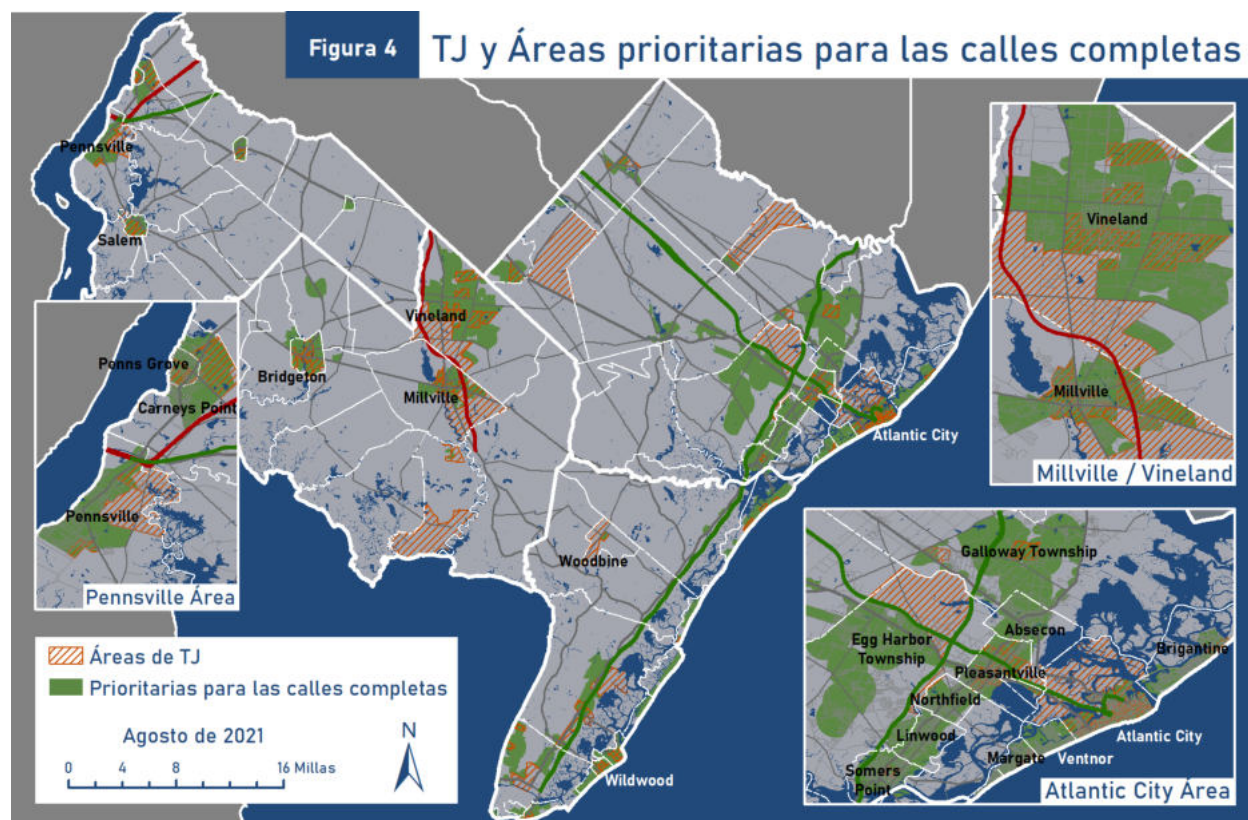 Figura 4
TJ y Áreas prioritarias para las calles completas
Pennsville
Salem
Vineland
Bridgeton
Millville
Atlantic City
Woodbine
Wildwood
Ponns Grove
Carneys Point
Pennsville
Pennsville Área
Vineland
Millville
Millville / Vineland
Galloway Township
Absecon
Egg Harbor
Township
Brigantine
Pleasantville
Northfield
Linwood
Atlantic City
Margate
Ventnor
Somers
Point
Atlantic City Área
Áreas de TJ
Prioritarias para las calles completas
Agosto de 2021
N
0 4 8 16 Millas